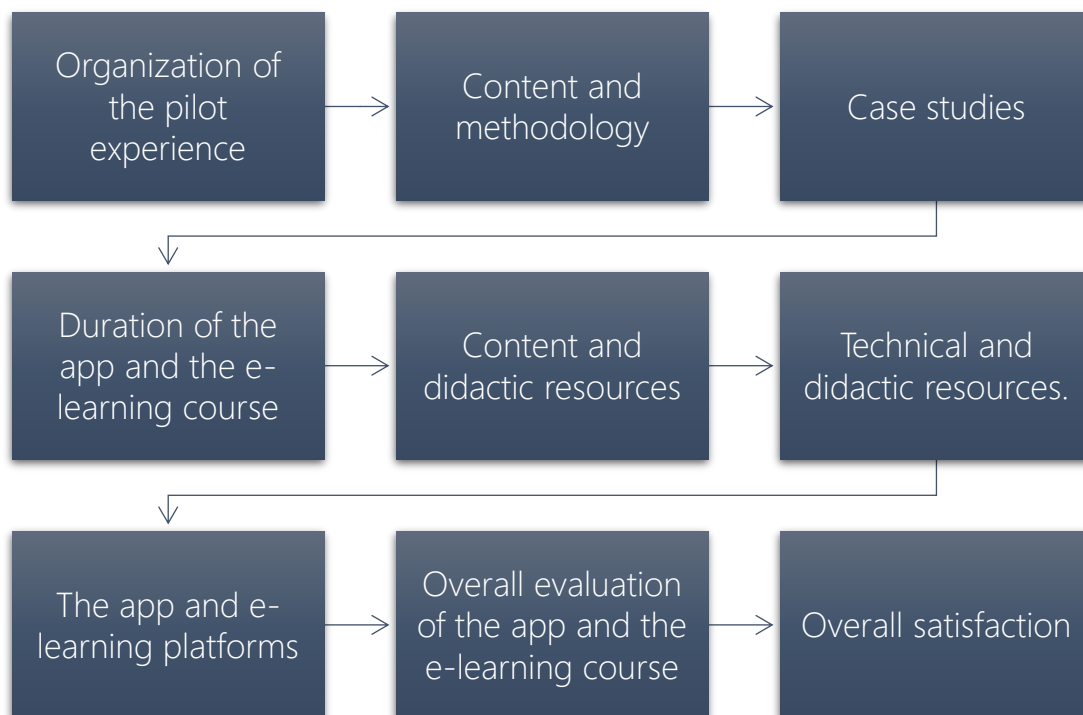 Organization of
the pilot
experience
Content and
methodology
Case studies
Duration of the
app and the e-
learning course
Content and
didactic resources
Technical and
didactic resources.
The app and e-
learning platforms
Overall evaluation
of the app and the
e-learning course
Overall satisfaction